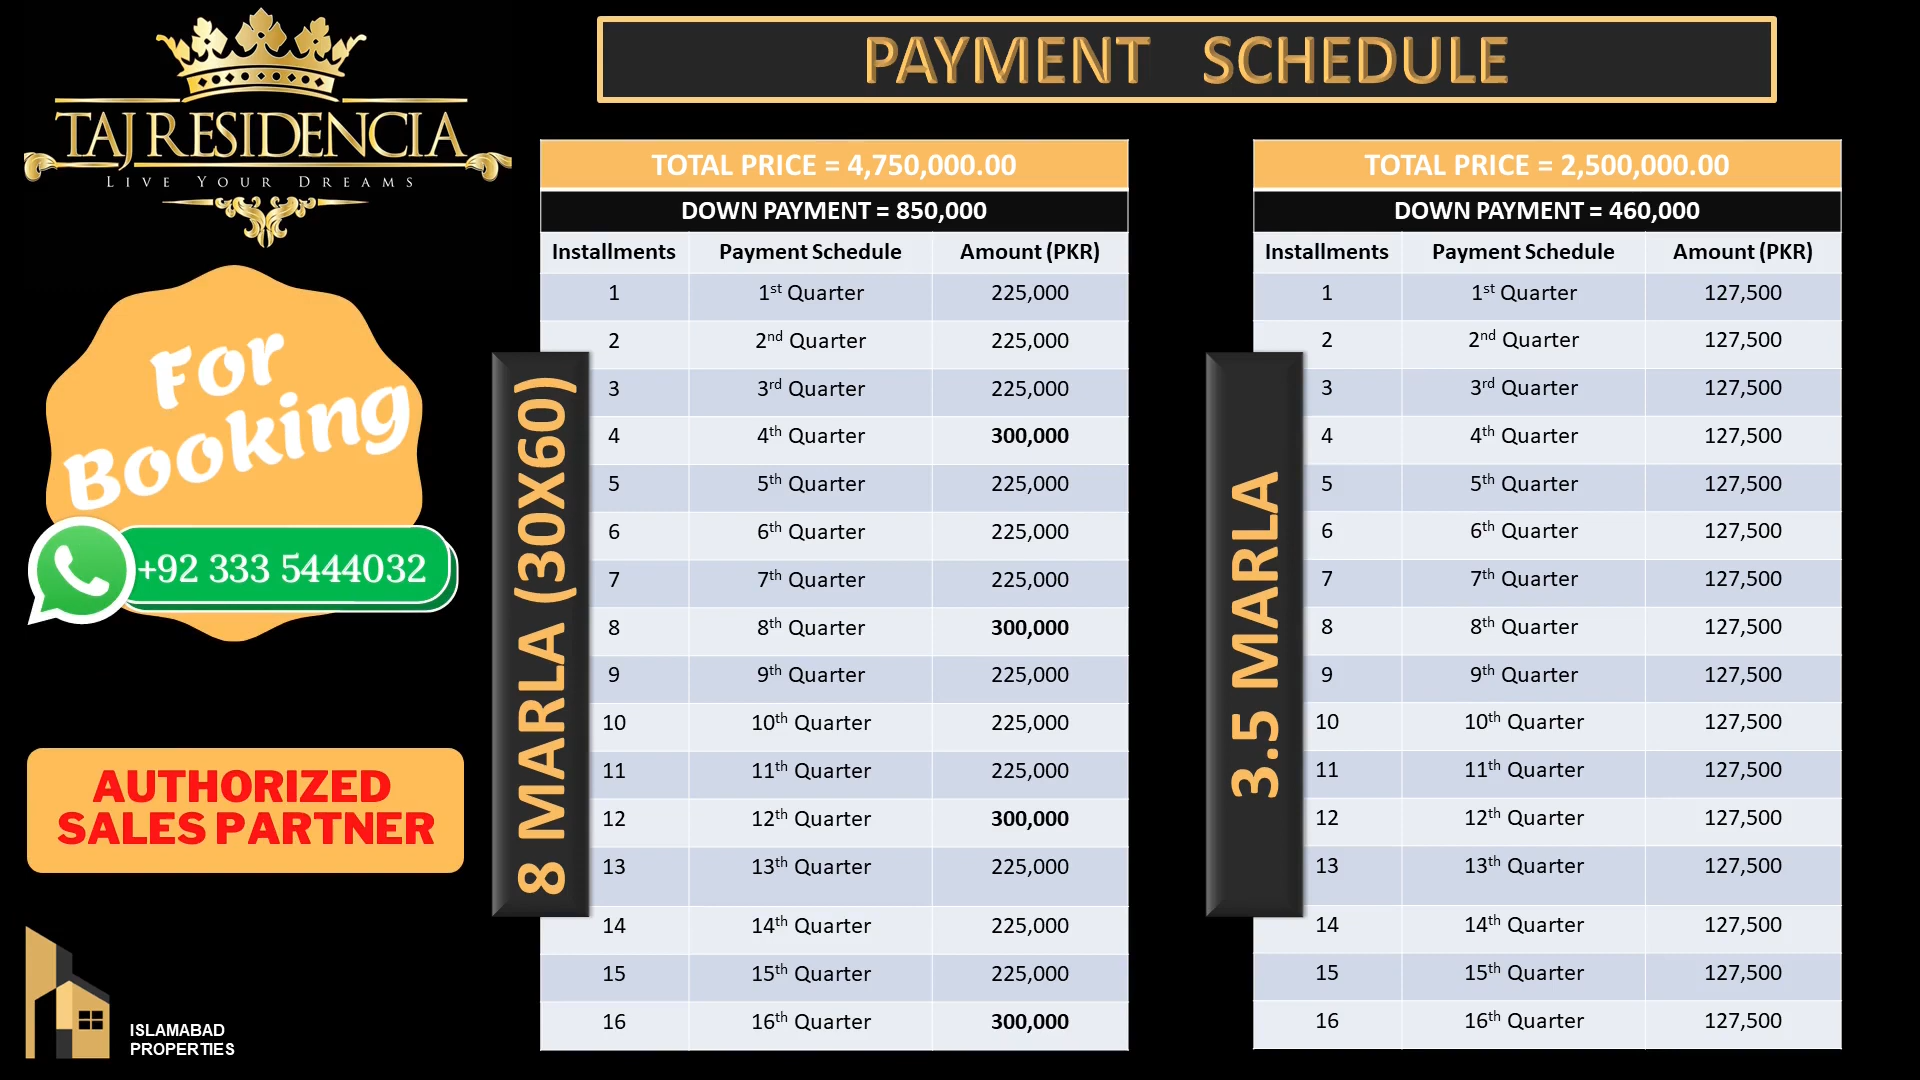 TAJ RESIDENCIA
LIVE YOUR DREAMS
For
Booking
+92 333 5444032
AUTHORIZED
SALES PARTNER
ISLAMABAD
PROPERTIES
PAYMENT SCHEDULE
8 MARLA (30X60)
TOTAL PRICE = 4,750,000.00
DOWN PAYMENT = 850,000
Installments Payment Schedule Amount (PKR)
1 1st Quarter 225,000
2 2nd Quarter 225,000
3 3rd Quarter 225,000
4 4th Quarter 300,000
5 5th Quarter 225,000
6 6th Quarter 225,000
7 7th Quarter 225,000
8 8th Quarter 300,000
9 9th Quarter 225,000
10 10th Quarter 225,000
11 11th Quarter 225,000
12 12th Quarter 300,000
13 13th Quarter 225,000
14 14th Quarter 225,000
15 15th Quarter 225,000
16 16th Quarter 300,000
3.5 MARLA
TOTAL PRICE = 2,500,000.00
DOWN PAYMENT = 460,000
Installments Payment Schedule Amount (PKR)
1 1st Quarter 127,500
2 2nd Quarter 127,500
3 3rd Quarter 127,500
4 4th Quarter 127,500
5 5th Quarter 127,500
6 6th Quarter 127,500
7 7th Quarter 127,500
8 8th Quarter 127,500
9 9th Quarter 127,500
10 10th Quarter 127,500
11 11th Quarter 127,500
12 12th Quarter 127,500
13 13th Quarter 127,500
14 14th Quarter 127,500
15 15th Quarter 127,500
16 16th Quarter 127,500